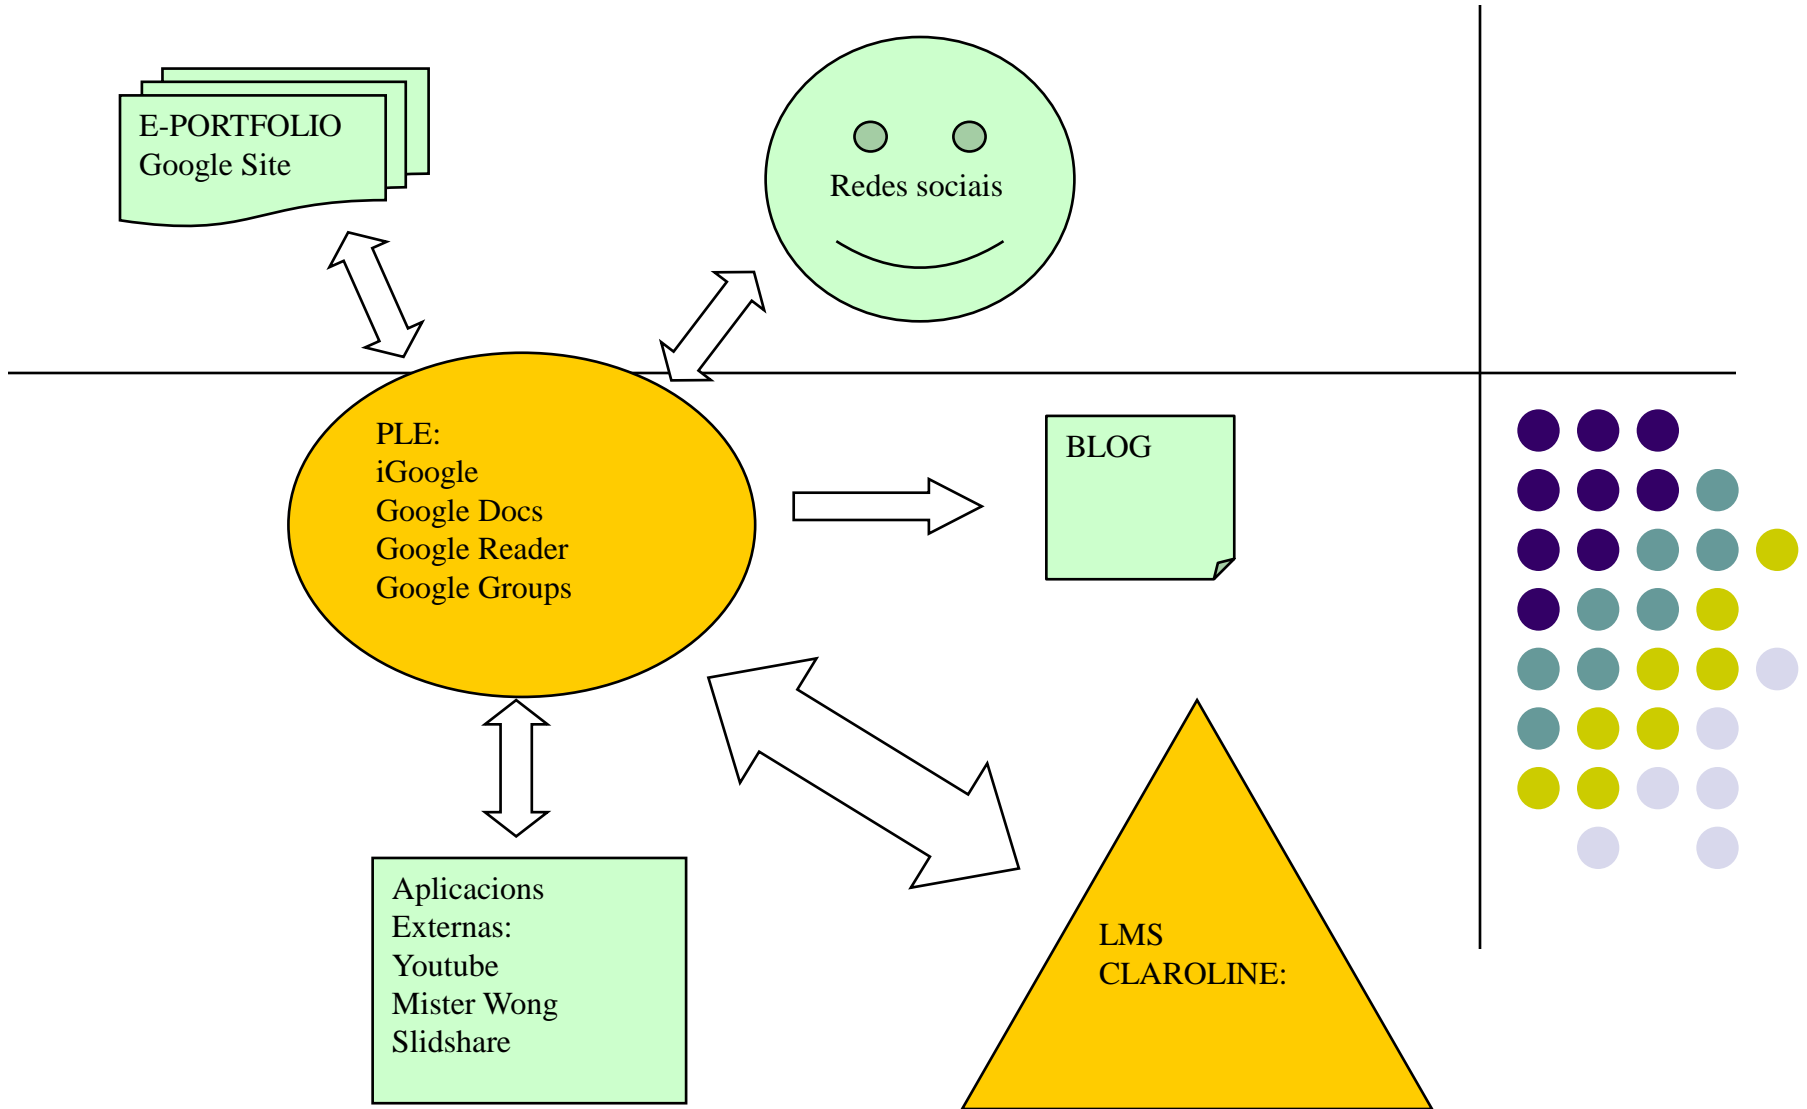 E-PORTFOLIO
Google Site
Redes sociais
PLE:
iGoogle
Google Docs
Google Reader
Google Groups
BLOG
Aplicacions
Externas:
Youtube
Mister Wong
Slidshare
LMS
CLAROLINE: